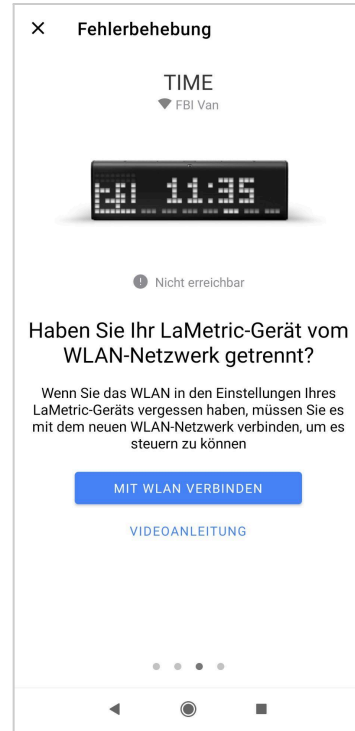 Fehlerbehebung
TIME
FBI Van
11:35
Nicht erreichbar
Haben Sie Ihr LaMetric-Gerät vom
WLAN-Netzwerk getrennt?
Wenn Sie das WLAN in den Einstellungen Ihres
LaMetric-Geräts vergessen haben, müssen Sie es
mit dem neuen WLAN-Netzwerk verbinden, um es
steuern zu können
MIT WLAN VERBINDEN
VIDEOANLEITUNG